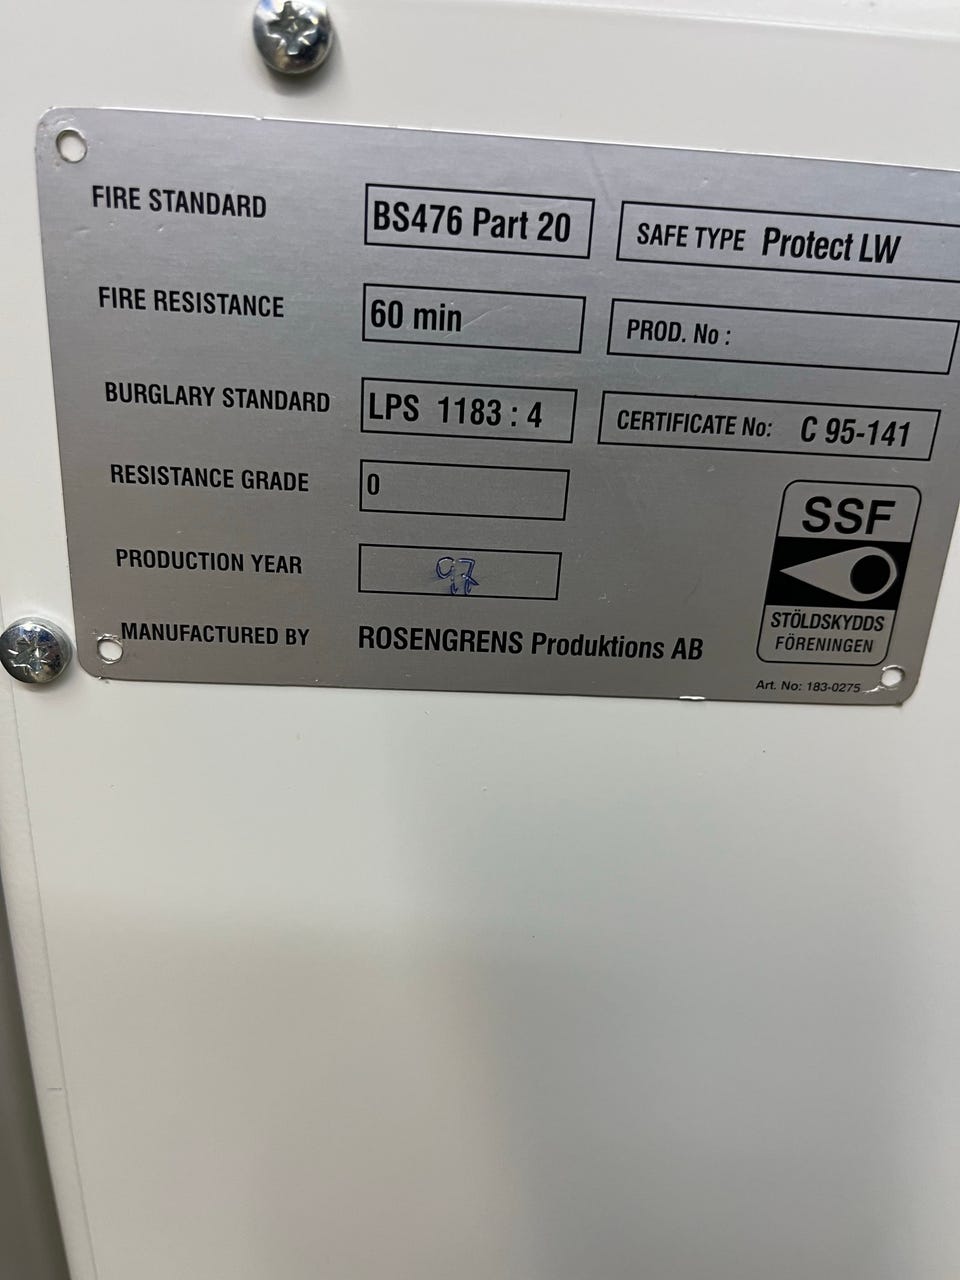 FIRE STANDARD BS476 Part 20 SAFE TYPE Protect LW
FIRE RESISTANCE 60 min PROD. No :
BURGLARY STANDARD LPS 1183 : 4 CERTIFICATE No: C 95-141
RESISTANCE GRADE 0
PRODUCTION YEAR 97
MANUFACTURED BY ROSENGRENS Produktions AB
SSF
STÖLDSKYDDS
FÖRENINGEN
Art. No: 183-0275